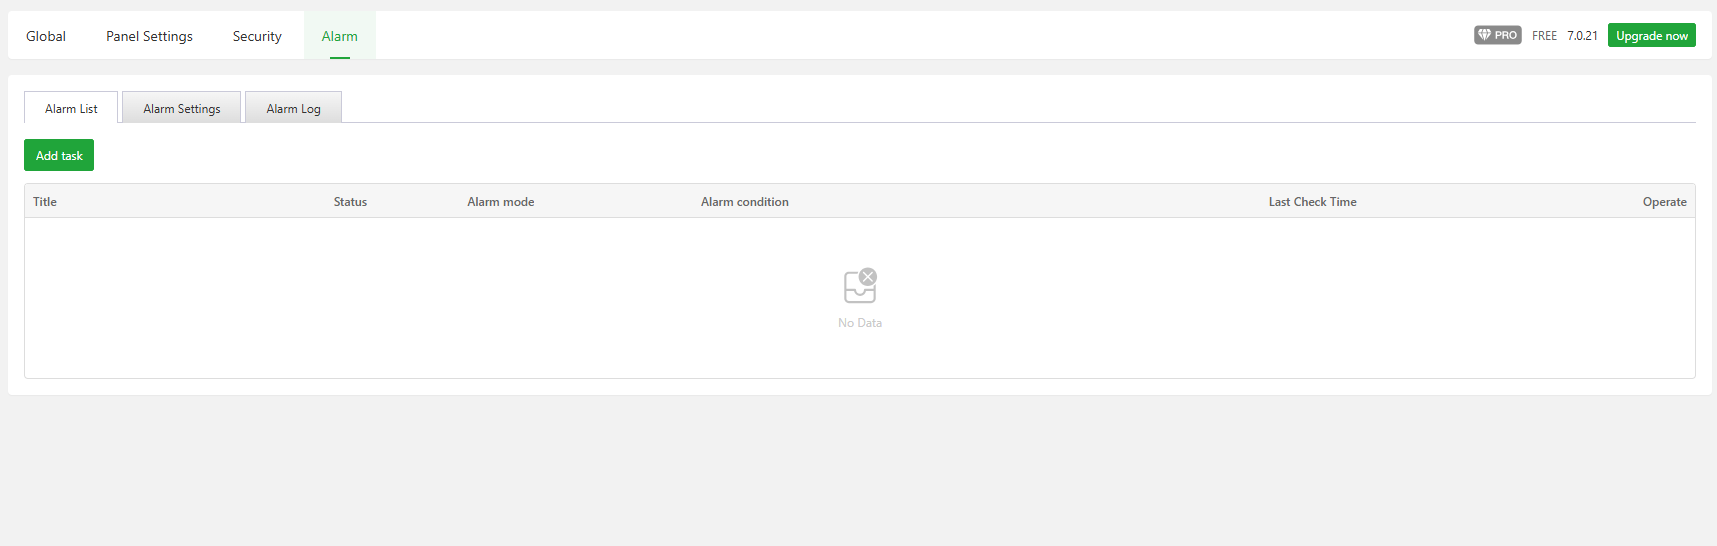 Global Panel Settings Security Alarm PRO FREE 7.0.21 Upgrade now
Alarm List Alarm Settings Alarm Log
Add task
Title Status Alarm mode Alarm condition Last Check Time Operate
No Data